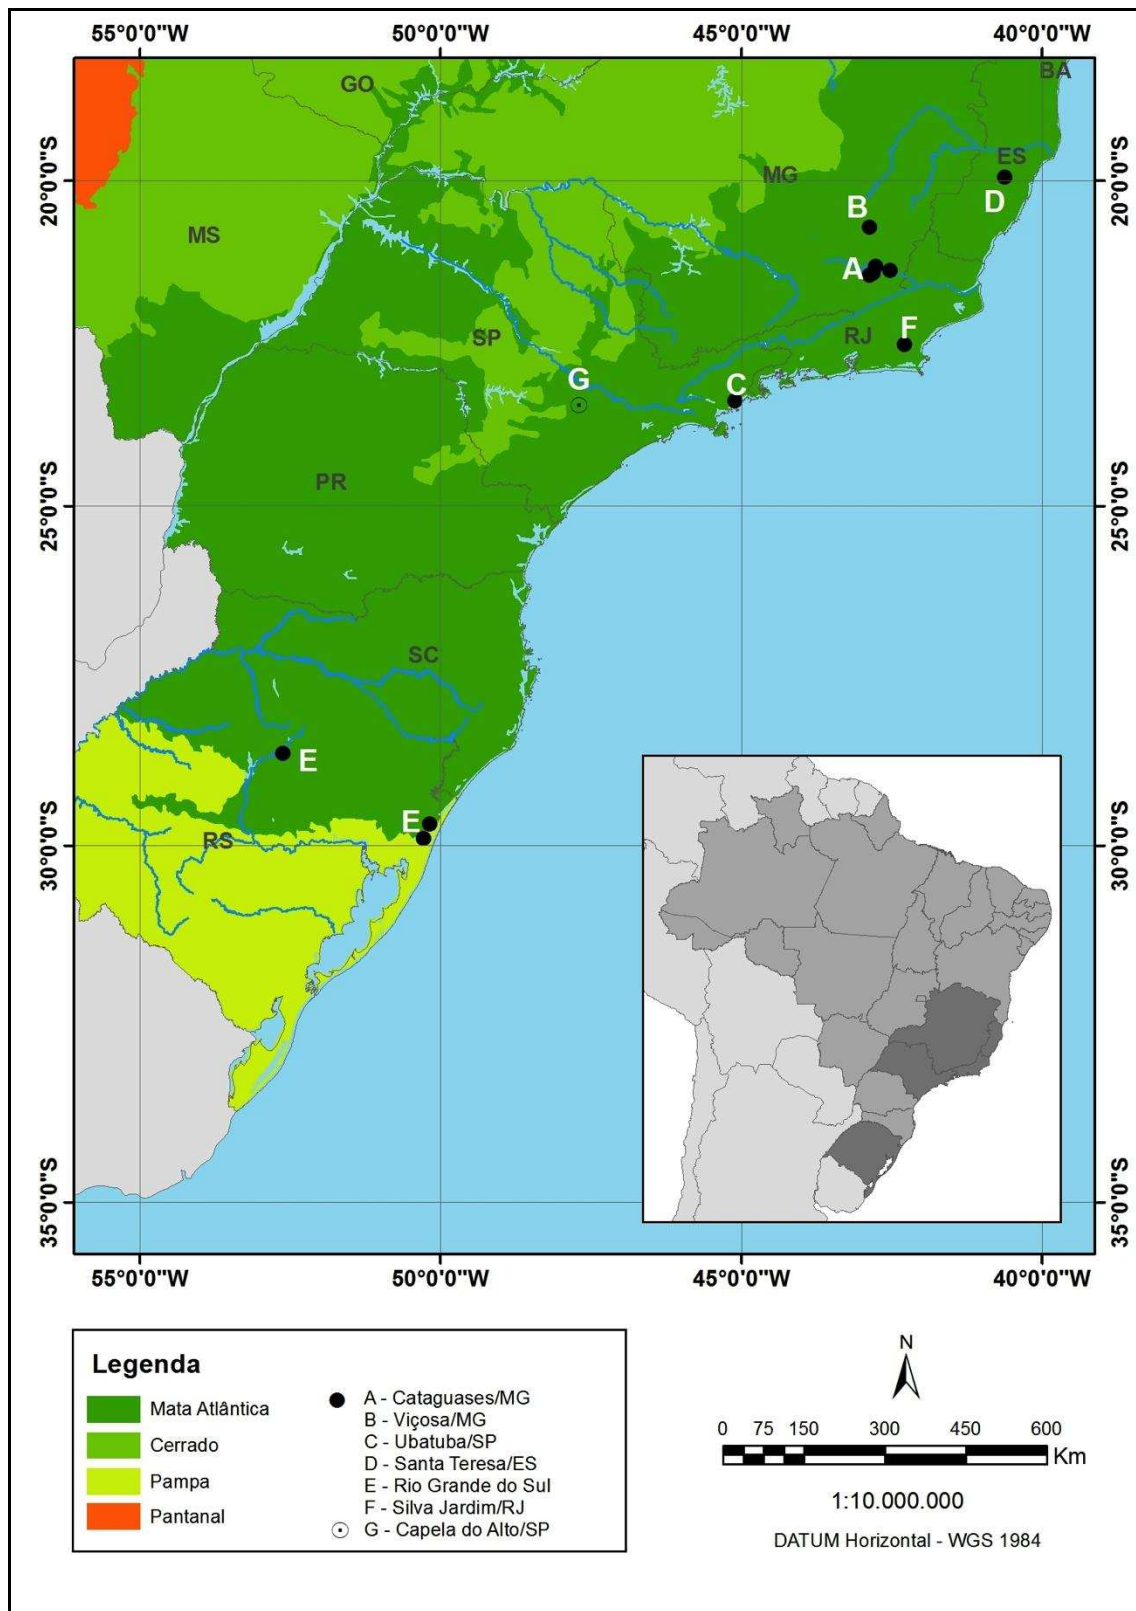 55°0'0"W 50°0'0"W 45°0'0"W 40°0'0"W
BA
GO
20°0'0"S
ES
20°0'0"S
MG
D
B
MS
A
SP
RJ
F
G
C
PR
25°0'0"S
25°0'0"S
SC
E
E
RS
30°0'0"S
30°0'0"S
35°0'0"S
35°0'0"S
55°0'0"W 50°0'0"W 45°0'0"W 40°0'0"W
Legenda
Mata Atlântica
Cerrado
Pampa
Pantanal
A - Cataguases/MG
B - Viçosa/MG
C - Ubatuba/SP
D - Santa Teresa/ES
E - Rio Grande do Sul
F - Silva Jardim/RJ
G - Capela do Alto/SP
N
0 75 150 300 450 600
Km
1:10.000.000
DATUM Horizontal - WGS 1984